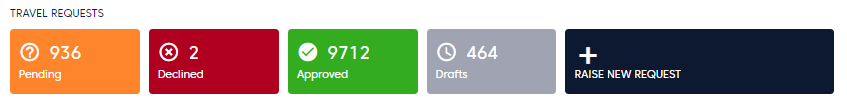 TRAVEL REQUESTS
936
Pending
2
Declined
9712
Approved
464
Drafts
+
RAISE NEW REQUEST